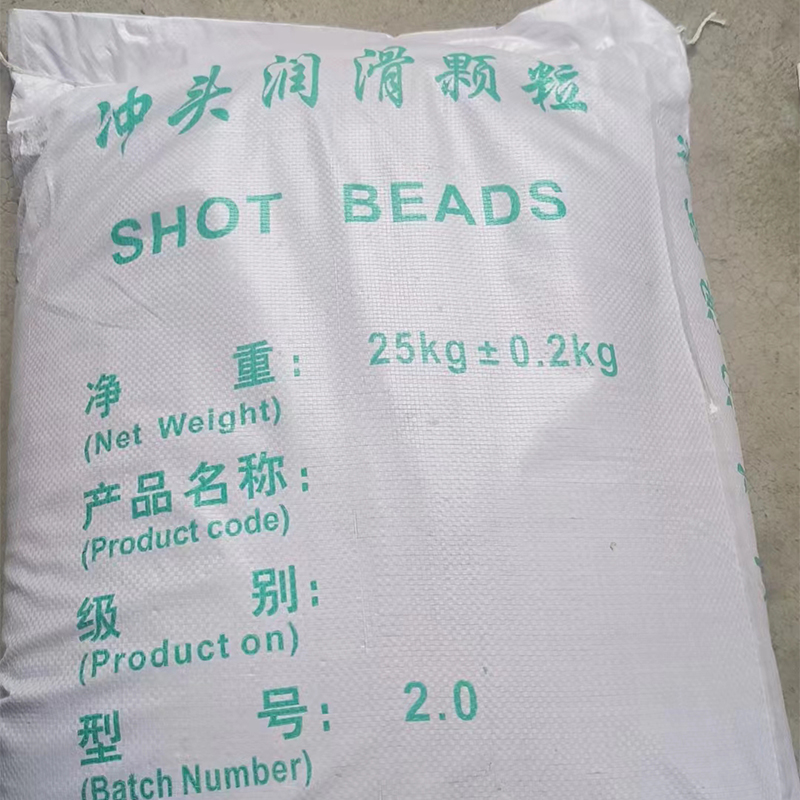 冲头润滑颗粒
SHOT BEADS
净 重: 25kg±0.2kg
(Net Weight)
产品名称:
(Product code)
级 别:
(Product on)
型 号: 2.0
(Batch Number)